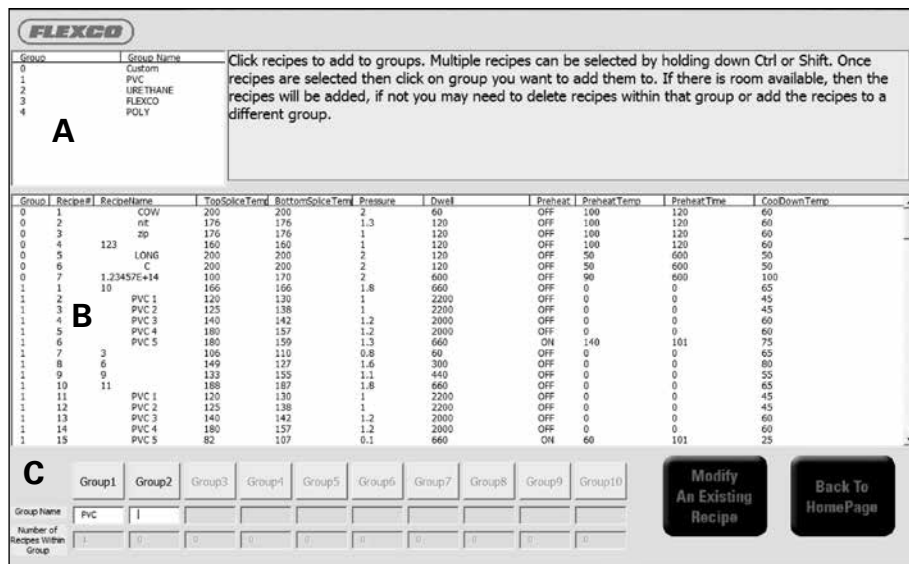 FLEXCO
Group Group Name
0 Custom
1 PVC
2 URETHANE
3 FLEXCO
4 POLY
A
Click recipes to add to groups. Multiple recipes can be selected by holding down Ctrl or Shift. Once
recipes are selected then click on group you want to add them to. If there is room available, then the
recipes will be added, if not you may need to delete recipes within that group or add the recipes to a
different group.
Group Recipe# RecipeName TopSpliceTemp BottomSpliceTemp Pressure Dwell Preheat PreheatTemp PreheatTime CoolDownTemp
0 1 COW 200 200 2 60 OFF 100 120 60
0 2 nit 176 176 1.3 120 OFF 100 120 60
0 3 zip 176 176 1 120 OFF 100 120 60
0 4 123 160 160 1 120 OFF 100 120 60
0 5 LONG 200 200 2 120 OFF 50 600 50
0 6 C 200 200 2 120 OFF 50 600 50
0 7 1.23457E+14 100 170 2 600 OFF 90 600 100
1 1 10 166 166 1.8 660 OFF 0 0 65
1 2 PVC 1 120 130 1 2200 OFF 0 0 45
1 3 PVC 2 125 138 1 2200 OFF 0 0 45
1 4 PVC 3 140 142 1.2 2000 OFF 0 0 60
1 5 PVC 4 180 157 1.2 2000 OFF 0 0 60
1 6 PVC 5 180 159 1.3 660 ON 140 101 75
1 7 3 106 110 0.8 60 OFF 0 0 65
1 8 6 149 127 1.6 300 OFF 0 0 80
1 9 9 133 155 1.1 440 OFF 0 0 55
1 10 11 188 187 1.8 660 OFF 0 0 65
1 11 PVC 1 120 130 1 2200 OFF 0 0 45
1 12 PVC 2 125 138 1 2200 OFF 0 0 45
1 13 PVC 3 140 142 1.2 2000 OFF 0 0 60
1 14 PVC 4 180 157 1.2 2000 OFF 0 0 60
1 15 PVC 5 82 107 0.1 660 ON 60 101 25
B
C
Group1 Group2 Group3 Group4 Group5 Group6 Group7 Group8 Group9 Group10
Group Name PVC
Number of
Recipes Within
Group
1 0 0 0 0 0 0 0 0 0
Modify
An Existing
Recipe
Back To
HomePage